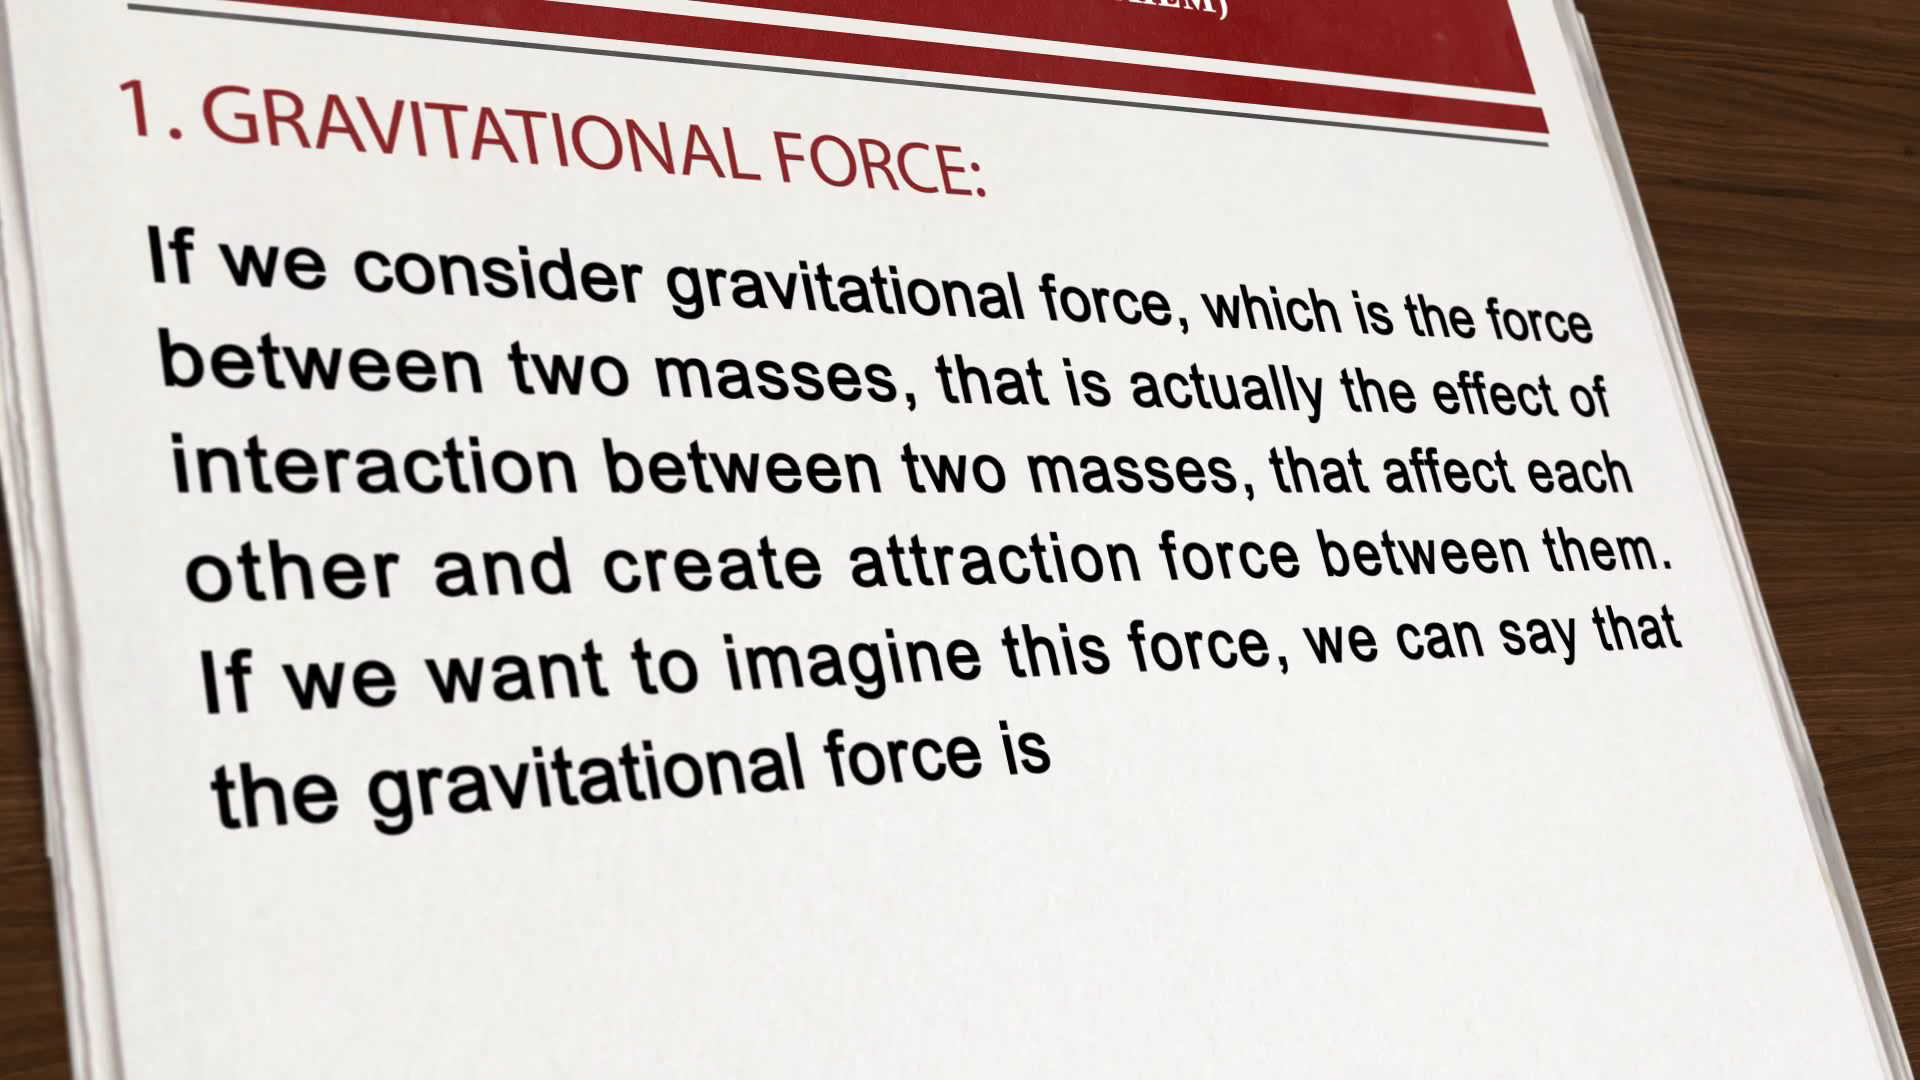 1. GRAVITATIONAL FORCE:
If we consider gravitational force, which is the force
between two masses, that is actually the effect of
interaction between two masses, that affect each
other and create attraction force between them.
If we want to imagine this force, we can say that
the gravitational force is